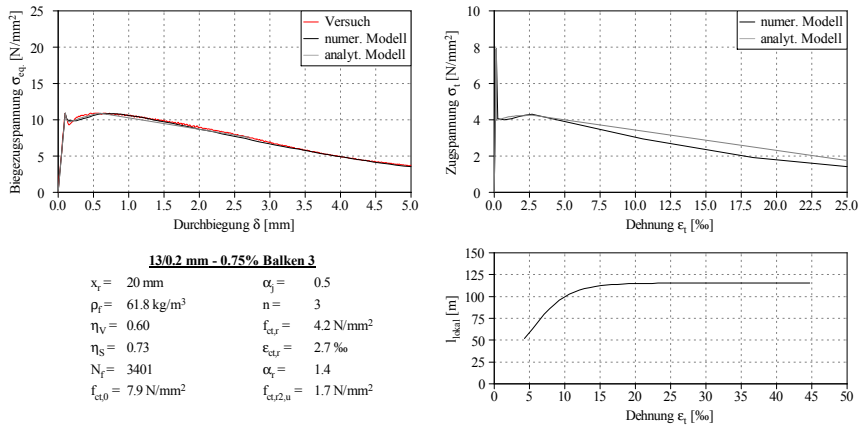 Biegezugspannung σeq. [N/mm²]
25
20
15
10
5
0
Versuch
numer. Modell
analyt. Modell
0.0 0.5 1.0 1.5 2.0 2.5 3.0 3.5 4.0 4.5 5.0
Durchbiegung δ [mm]
Zugspannung σt [N/mm²]
10
8
6
4
2
0
numer. Modell
analyt. Modell
0.0 2.5 5.0 7.5 10.0 12.5 15.0 17.5 20.0 22.5 25.0
Dehnung εt [‰]
13/0.2 mm - 0.75% Balken 3
xr = 20 mm αj = 0.5
ρf = 61.8 kg/m³ n = 3
ηV = 0.60 fct,r = 4.2 N/mm²
ηS = 0.73 εct,r = 2.7 ‰
Nf = 3401 αr = 1.4
fct,0 = 7.9 N/mm² fct,r2,u = 1.7 N/mm²
llokal [m]
150
125
100
75
50
25
0
0 5 10 15 20 25 30 35 40 45 50
Dehnung εt [‰]